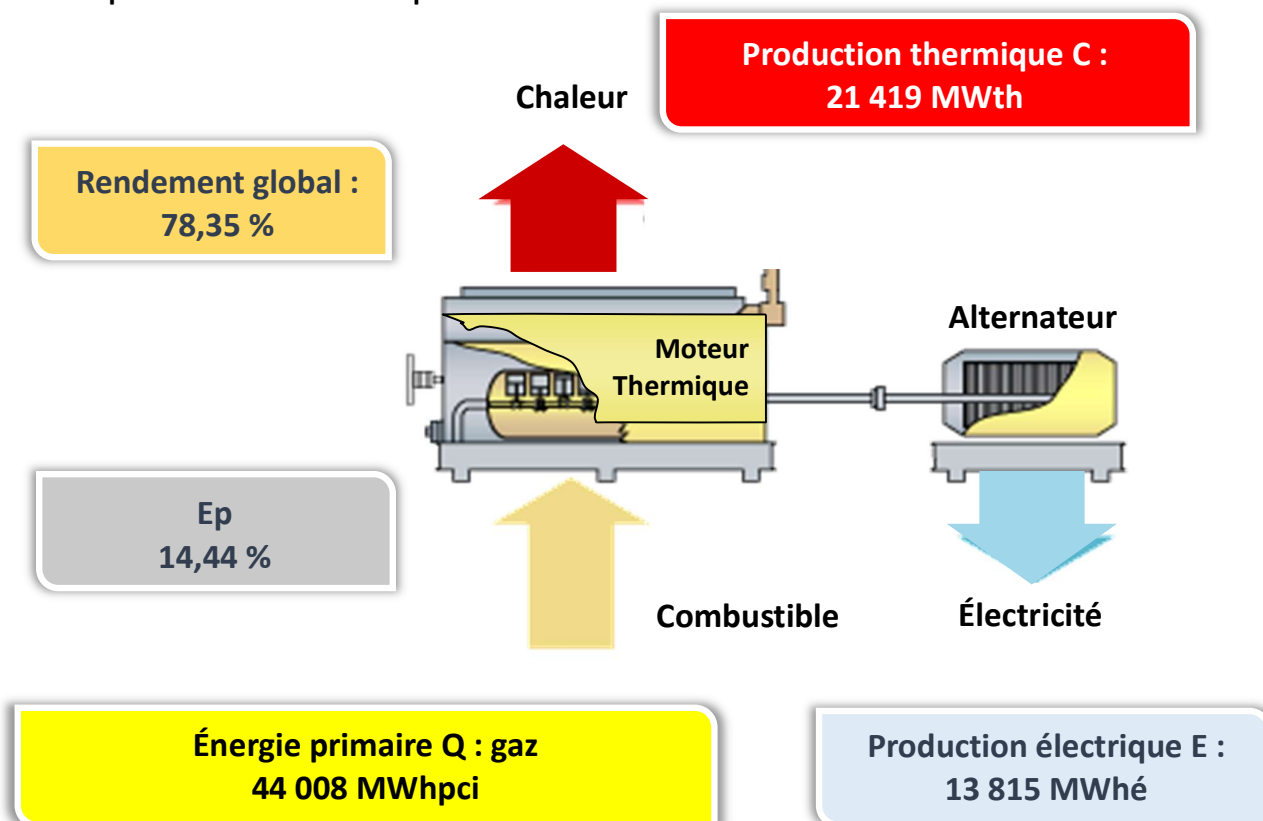 Production thermique C :
21 419 MWth
Chaleur
Rendement global :
78,35 %
Alternateur
Moteur
Thermique
Ep
14,44 %
Combustible
Électricité
Énergie primaire Q : gaz
44 008 MWhpci
Production électrique E :
13 815 MWhé